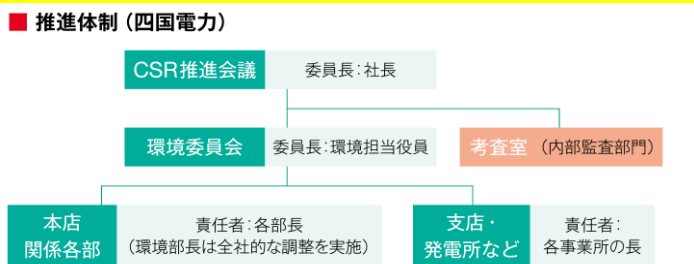 ■ 推進体制（四国電力）
CSR推進会議 委員長：社長
環境委員会 委員長：環境担当役員 考査室（内部監査部門）
本店
関係各部
責任者：各部長
（環境部長は全社的な調整を実施）
支店・
発電所など
責任者：
各事業所の長